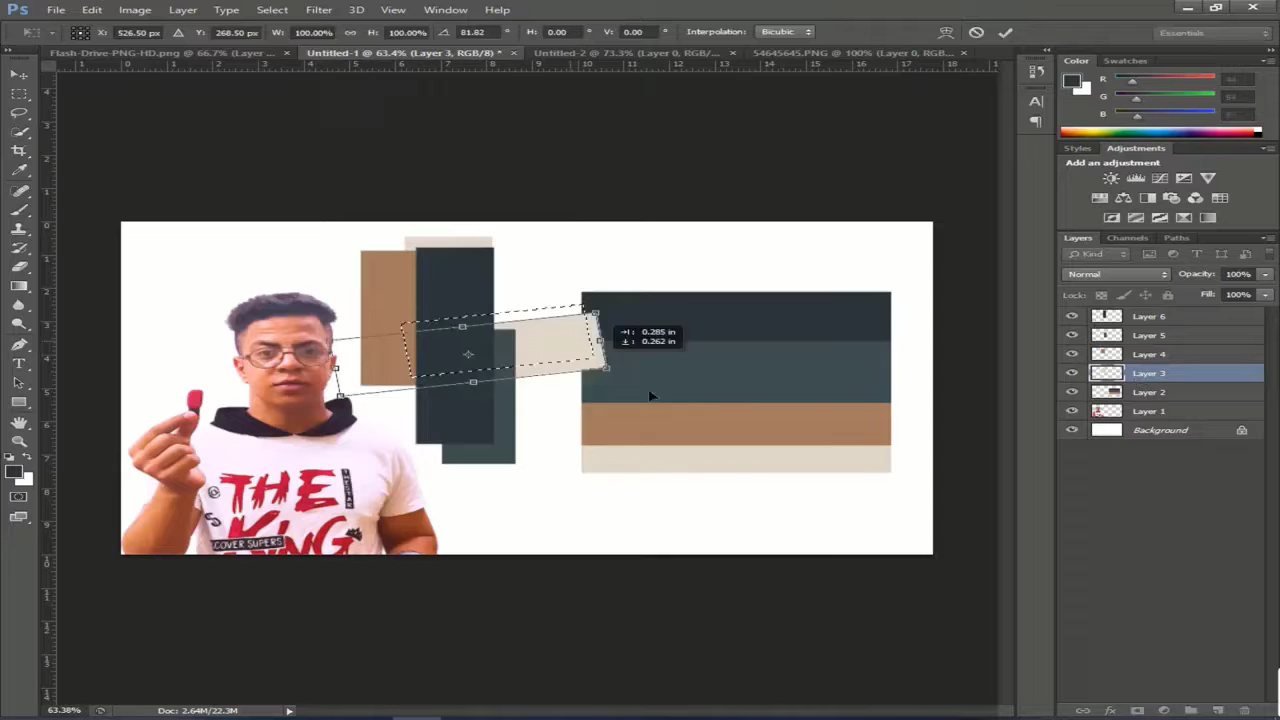 Ps File Edit Image Layer Type Select Filter 3D View Window Help
X: 526.50 px Y: 268.50 px W: 100.00% H: 100.00% 81.82 H: 0.00 V: 0.00 Interpolation: Bicubic Essentials
Flash-Drive-PNG-HD.png @ 66.7% (Layer ... × Untitled-1 @ 63.4% (Layer 3, RGB/8) * × Untitled-2 @ 73.3% (Layer 0, RGB/... × 54645645.PNG @ 100% (Layer 0, RGB/... ×
Color Swatches
R
G
B
Styles Adjustments
Add an adjustment
Layers Channels Paths
Kind
Normal Opacity: 100%
Lock: Fill: 100%
Layer 6
Layer 5
Layer 4
Layer 3
Layer 2
Layer 1
Background
0.285 in
0.262 in
THE
KING
THESTAR
COVER SUPERS
63.38% Doc: 2.64M/22.3M